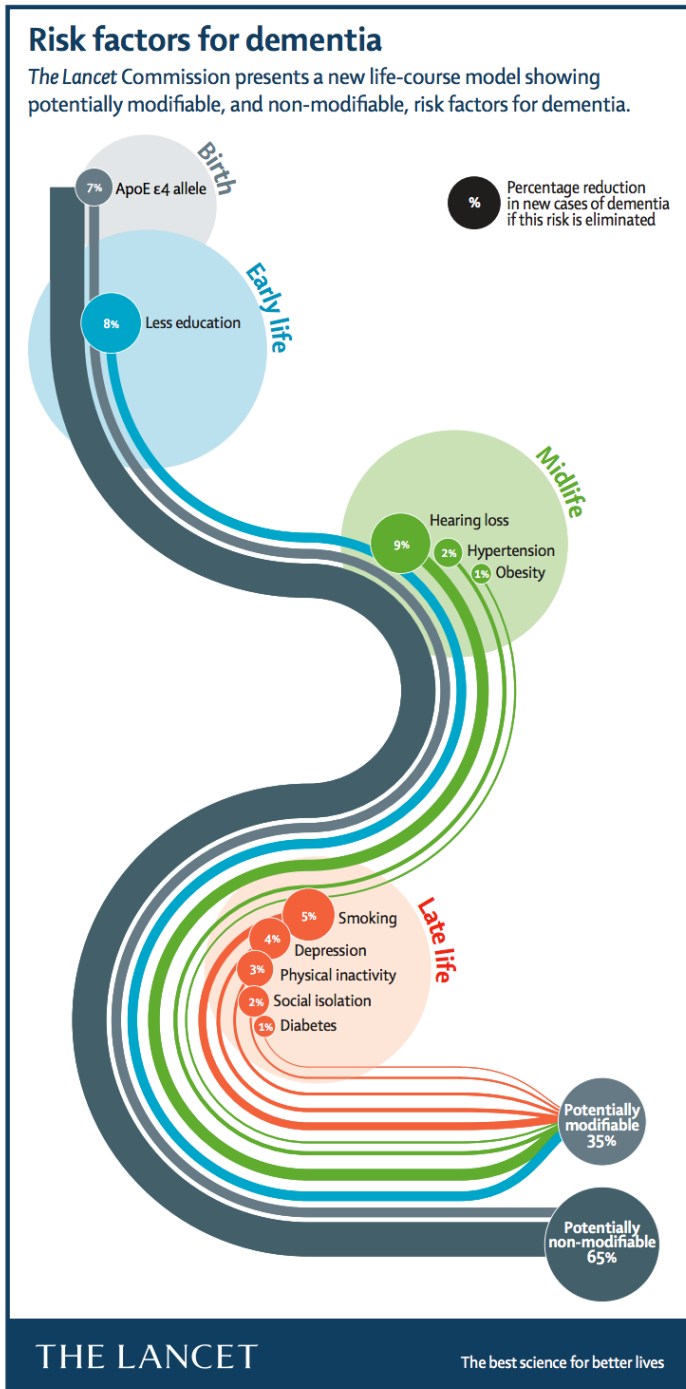 Risk factors for dementia
The Lancet Commission presents a new life-course model showing
potentially modifiable, and non-modifiable, risk factors for dementia.
Birth
7%
ApoE ε4 allele
%
Percentage reduction
in new cases of dementia
if this risk is eliminated
Early life
8%
Less education
Midlife
Hearing loss
9%
2%
Hypertension
1%
Obesity
Late life
5%
Smoking
4%
Depression
3%
Physical inactivity
2%
Social isolation
1%
Diabetes
Potentially
modifiable
35%
Potentially
non-modifiable
65%
THE LANCET
The best science for better lives